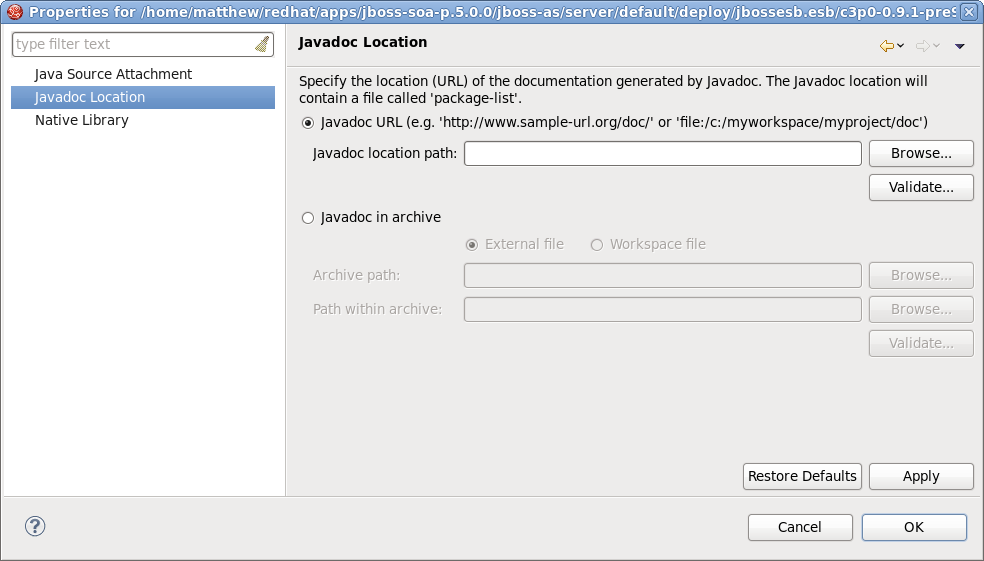 Properties for /home/matthew/redhat/apps/jboss-soa-p.5.0.0/jboss-as/server/default/deploy/jbossesb.esb/c3p0-0.9.1-pre
type filter text
Java Source Attachment
Javadoc Location
Native Library
Javadoc Location
Specify the location (URL) of the documentation generated by Javadoc. The Javadoc location will
contain a file called 'package-list'.
Javadoc URL (e.g. 'http://www.sample-url.org/doc/' or 'file:/c:/myworkspace/myproject/doc')
Javadoc location path: Browse...
Validate...
Javadoc in archive
External file Workspace file
Archive path: Browse...
Path within archive: Browse...
Validate...
Restore Defaults Apply
? Cancel OK